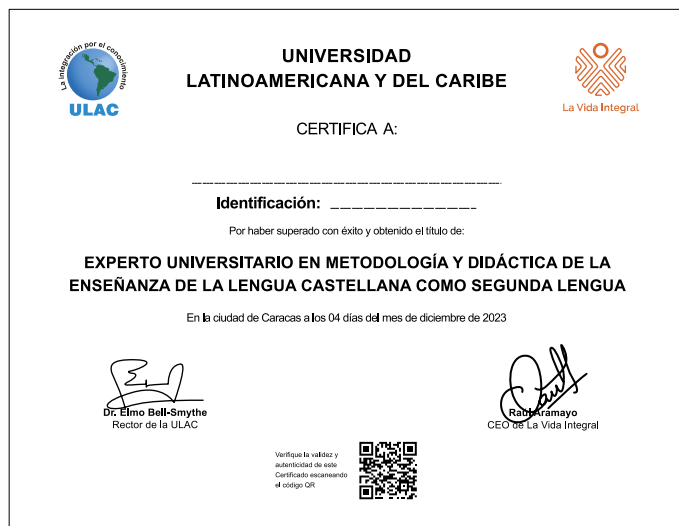 La integración por el conocimiento
ULAC
UNIVERSIDAD
LATINOAMERICANA Y DEL CARIBE
La Vida Integral
CERTIFICA A:
Identificación:
Por haber superado con éxito y obtenido el título de:
EXPERTO UNIVERSITARIO EN METODOLOGÍA Y DIDÁCTICA DE LA
ENSEÑANZA DE LA LENGUA CASTELLANA COMO SEGUNDA LENGUA
En la ciudad de Caracas a los 04 días del mes de diciembre de 2023
Dr. Elmo Bell-Smythe
Rector de la ULAC
Raúl Aramayo
CEO de La Vida Integral
Verifique la validez y
autenticidad de este
Certificado escaneando
el código QR